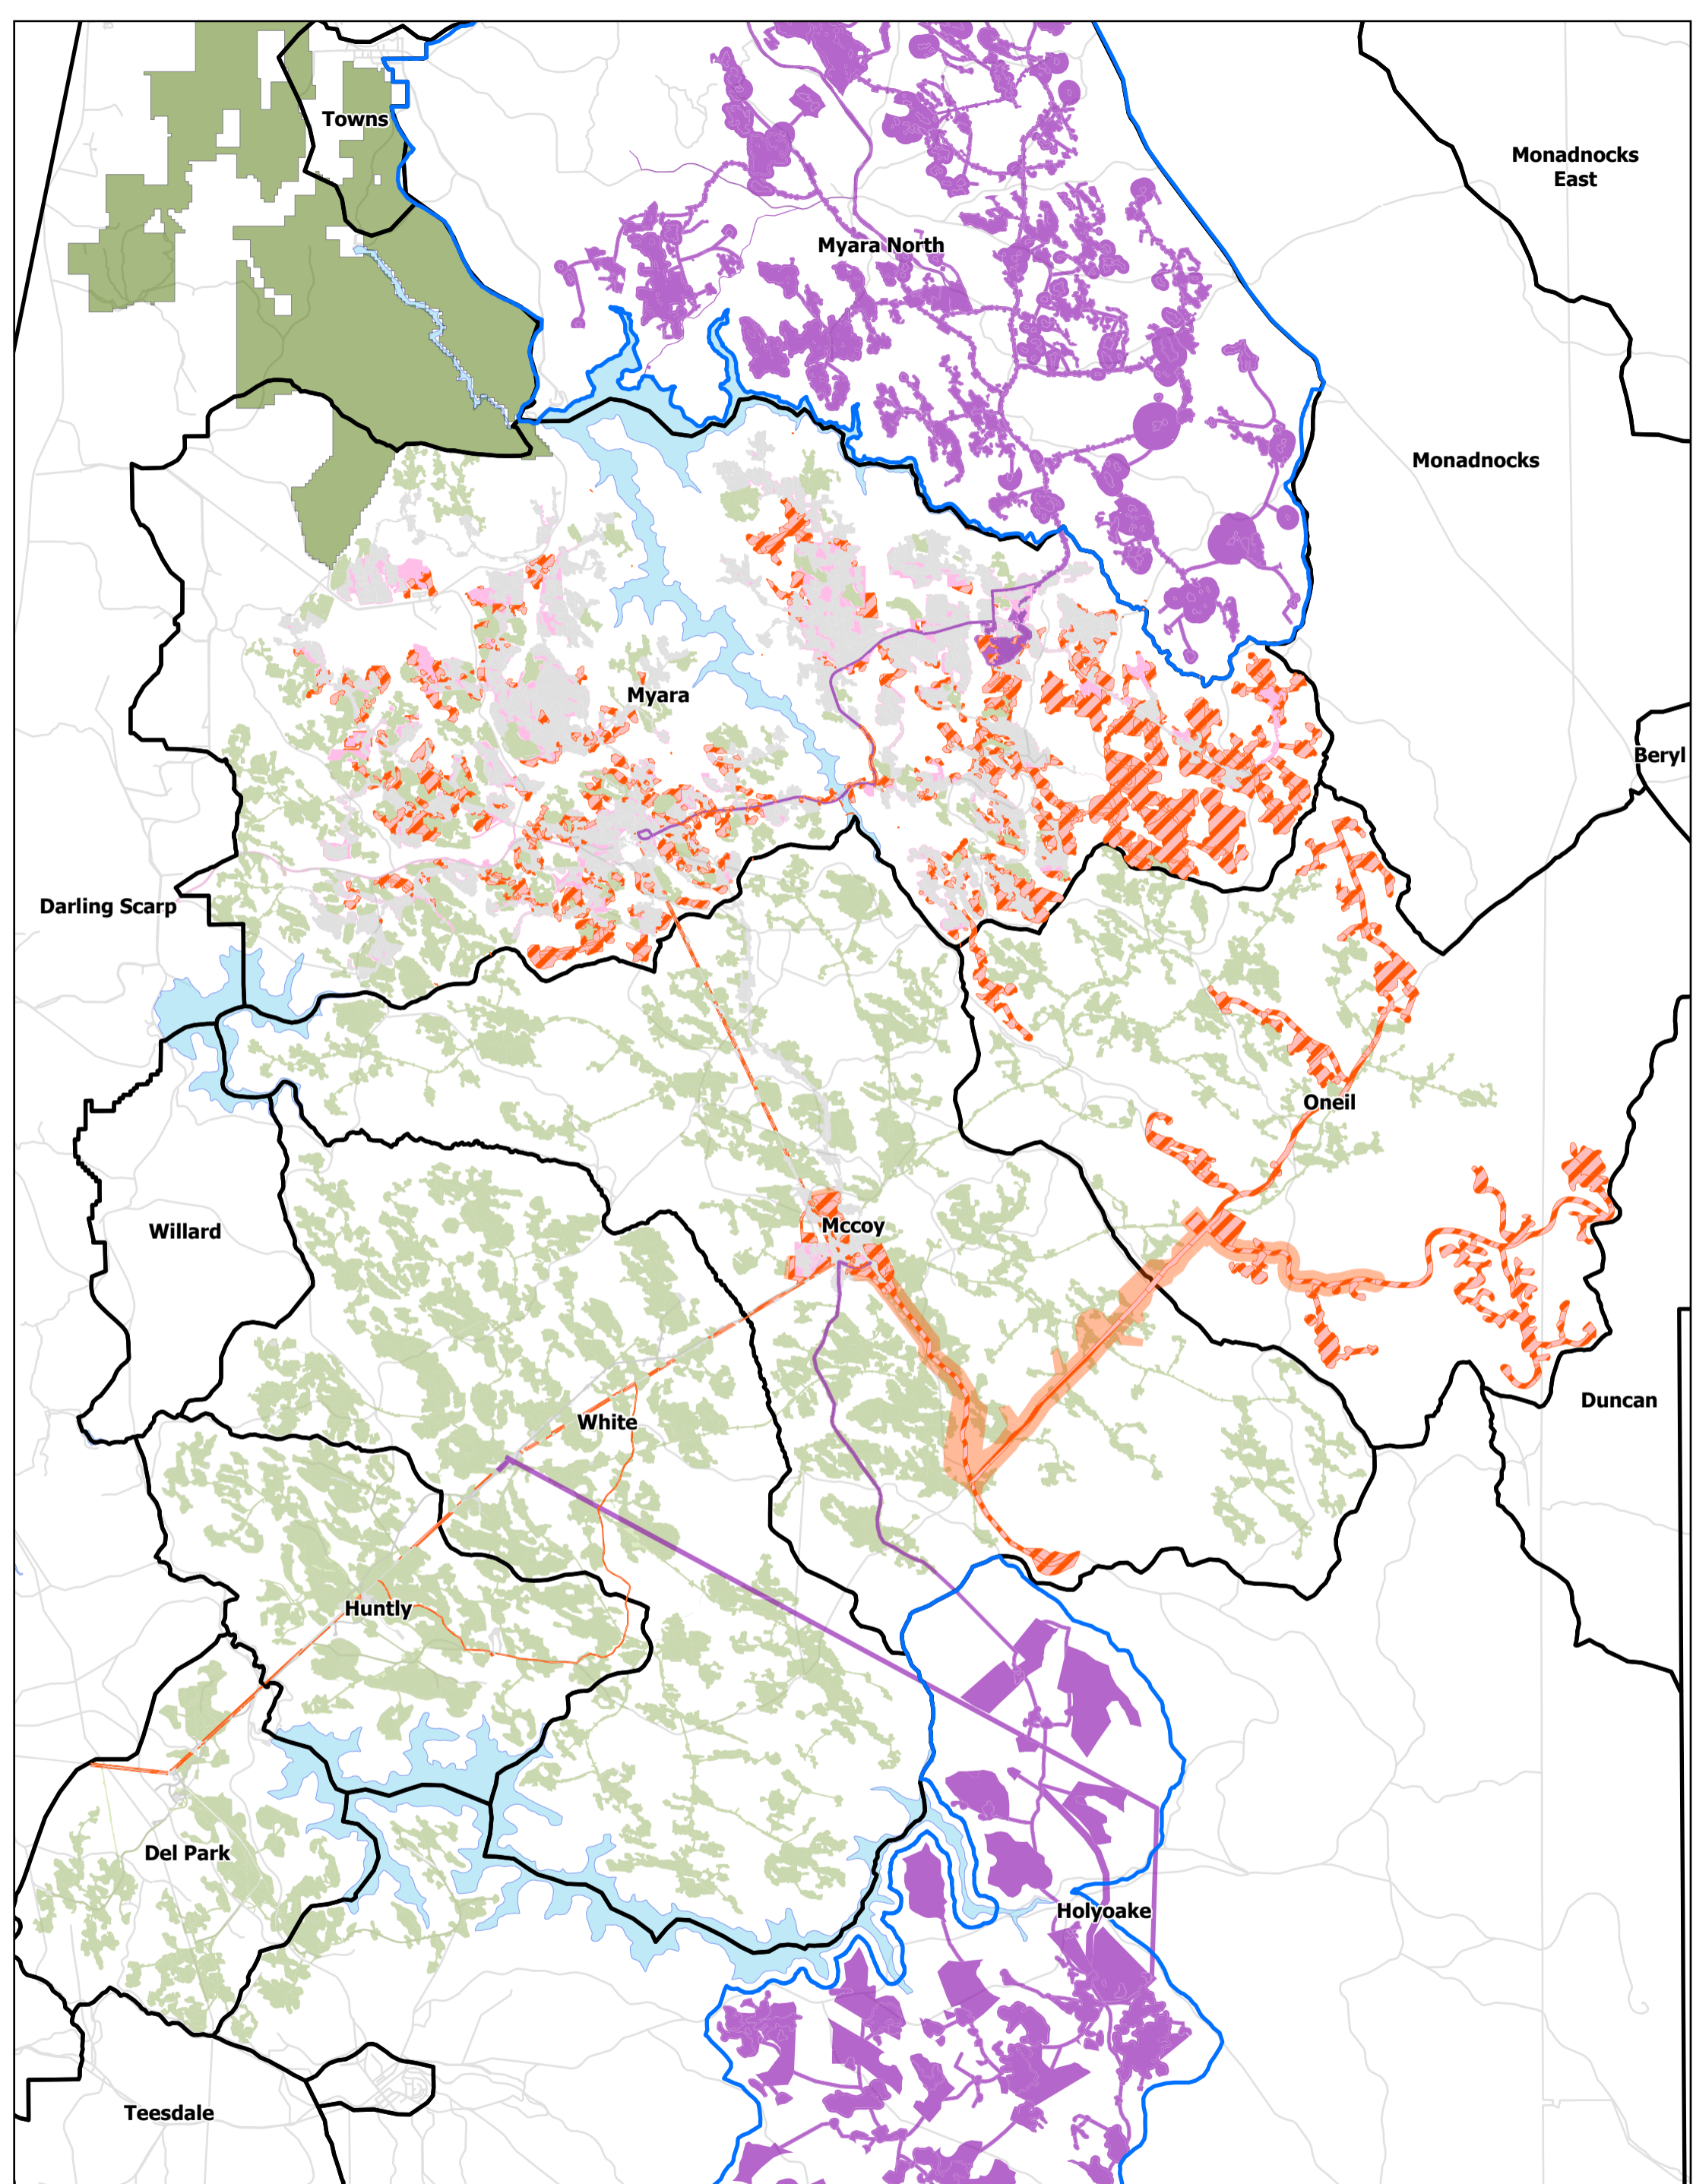 Towns
Monadnocks
East
Myara North
Monadnocks
Myara
Beryl
Darling Scarp
Oneil
Mccoy
Willard
Duncan
White
Huntly
Del Park
Holyoake
Teesdale